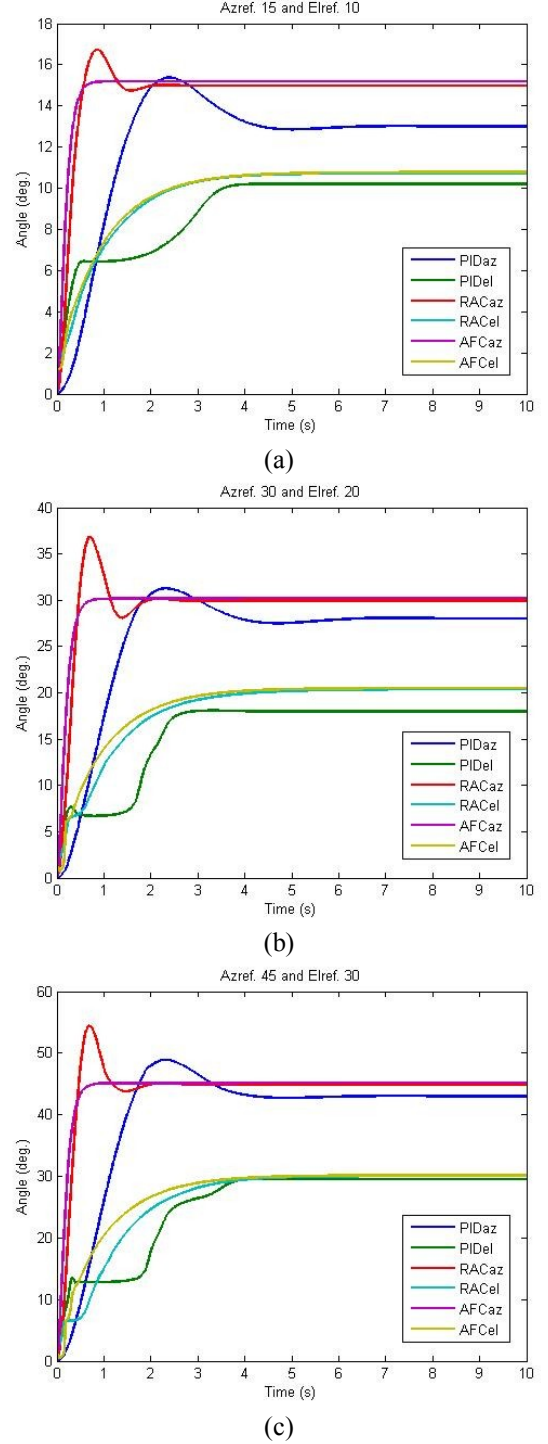 Azref. 15 and Elref. 10
18
16
14
12
10
8
6
4
2
0
Angle (deg.)
PIDaz
PIDel
RACaz
RACel
AFCaz
AFCel
0 1 2 3 4 5 6 7 8 9 10
Time (s)
(a)
Azref. 30 and Elref. 20
40
35
30
25
20
15
10
5
0
Angle (deg.)
PIDaz
PIDel
RACaz
RACel
AFCaz
AFCel
0 1 2 3 4 5 6 7 8 9 10
Time (s)
(b)
Azref. 45 and Elref. 30
60
50
40
30
20
10
0
Angle (deg.)
PIDaz
PIDel
RACaz
RACel
AFCaz
AFCel
0 1 2 3 4 5 6 7 8 9 10
Time (s)
(c)